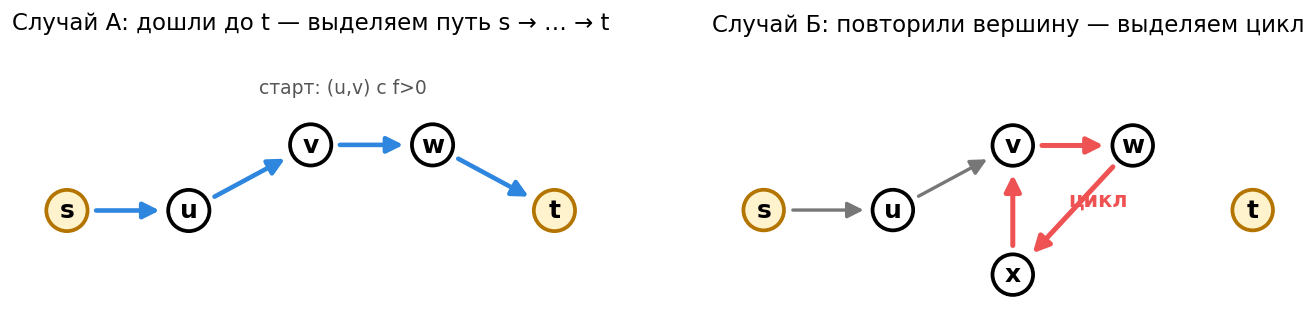 Случай А: дошли до t — выделяем путь s → … → t
старт: (u,v) с f>0
s
u
v
w
t
Случай Б: повторили вершину — выделяем цикл
s
u
v
w
цикл
x
t